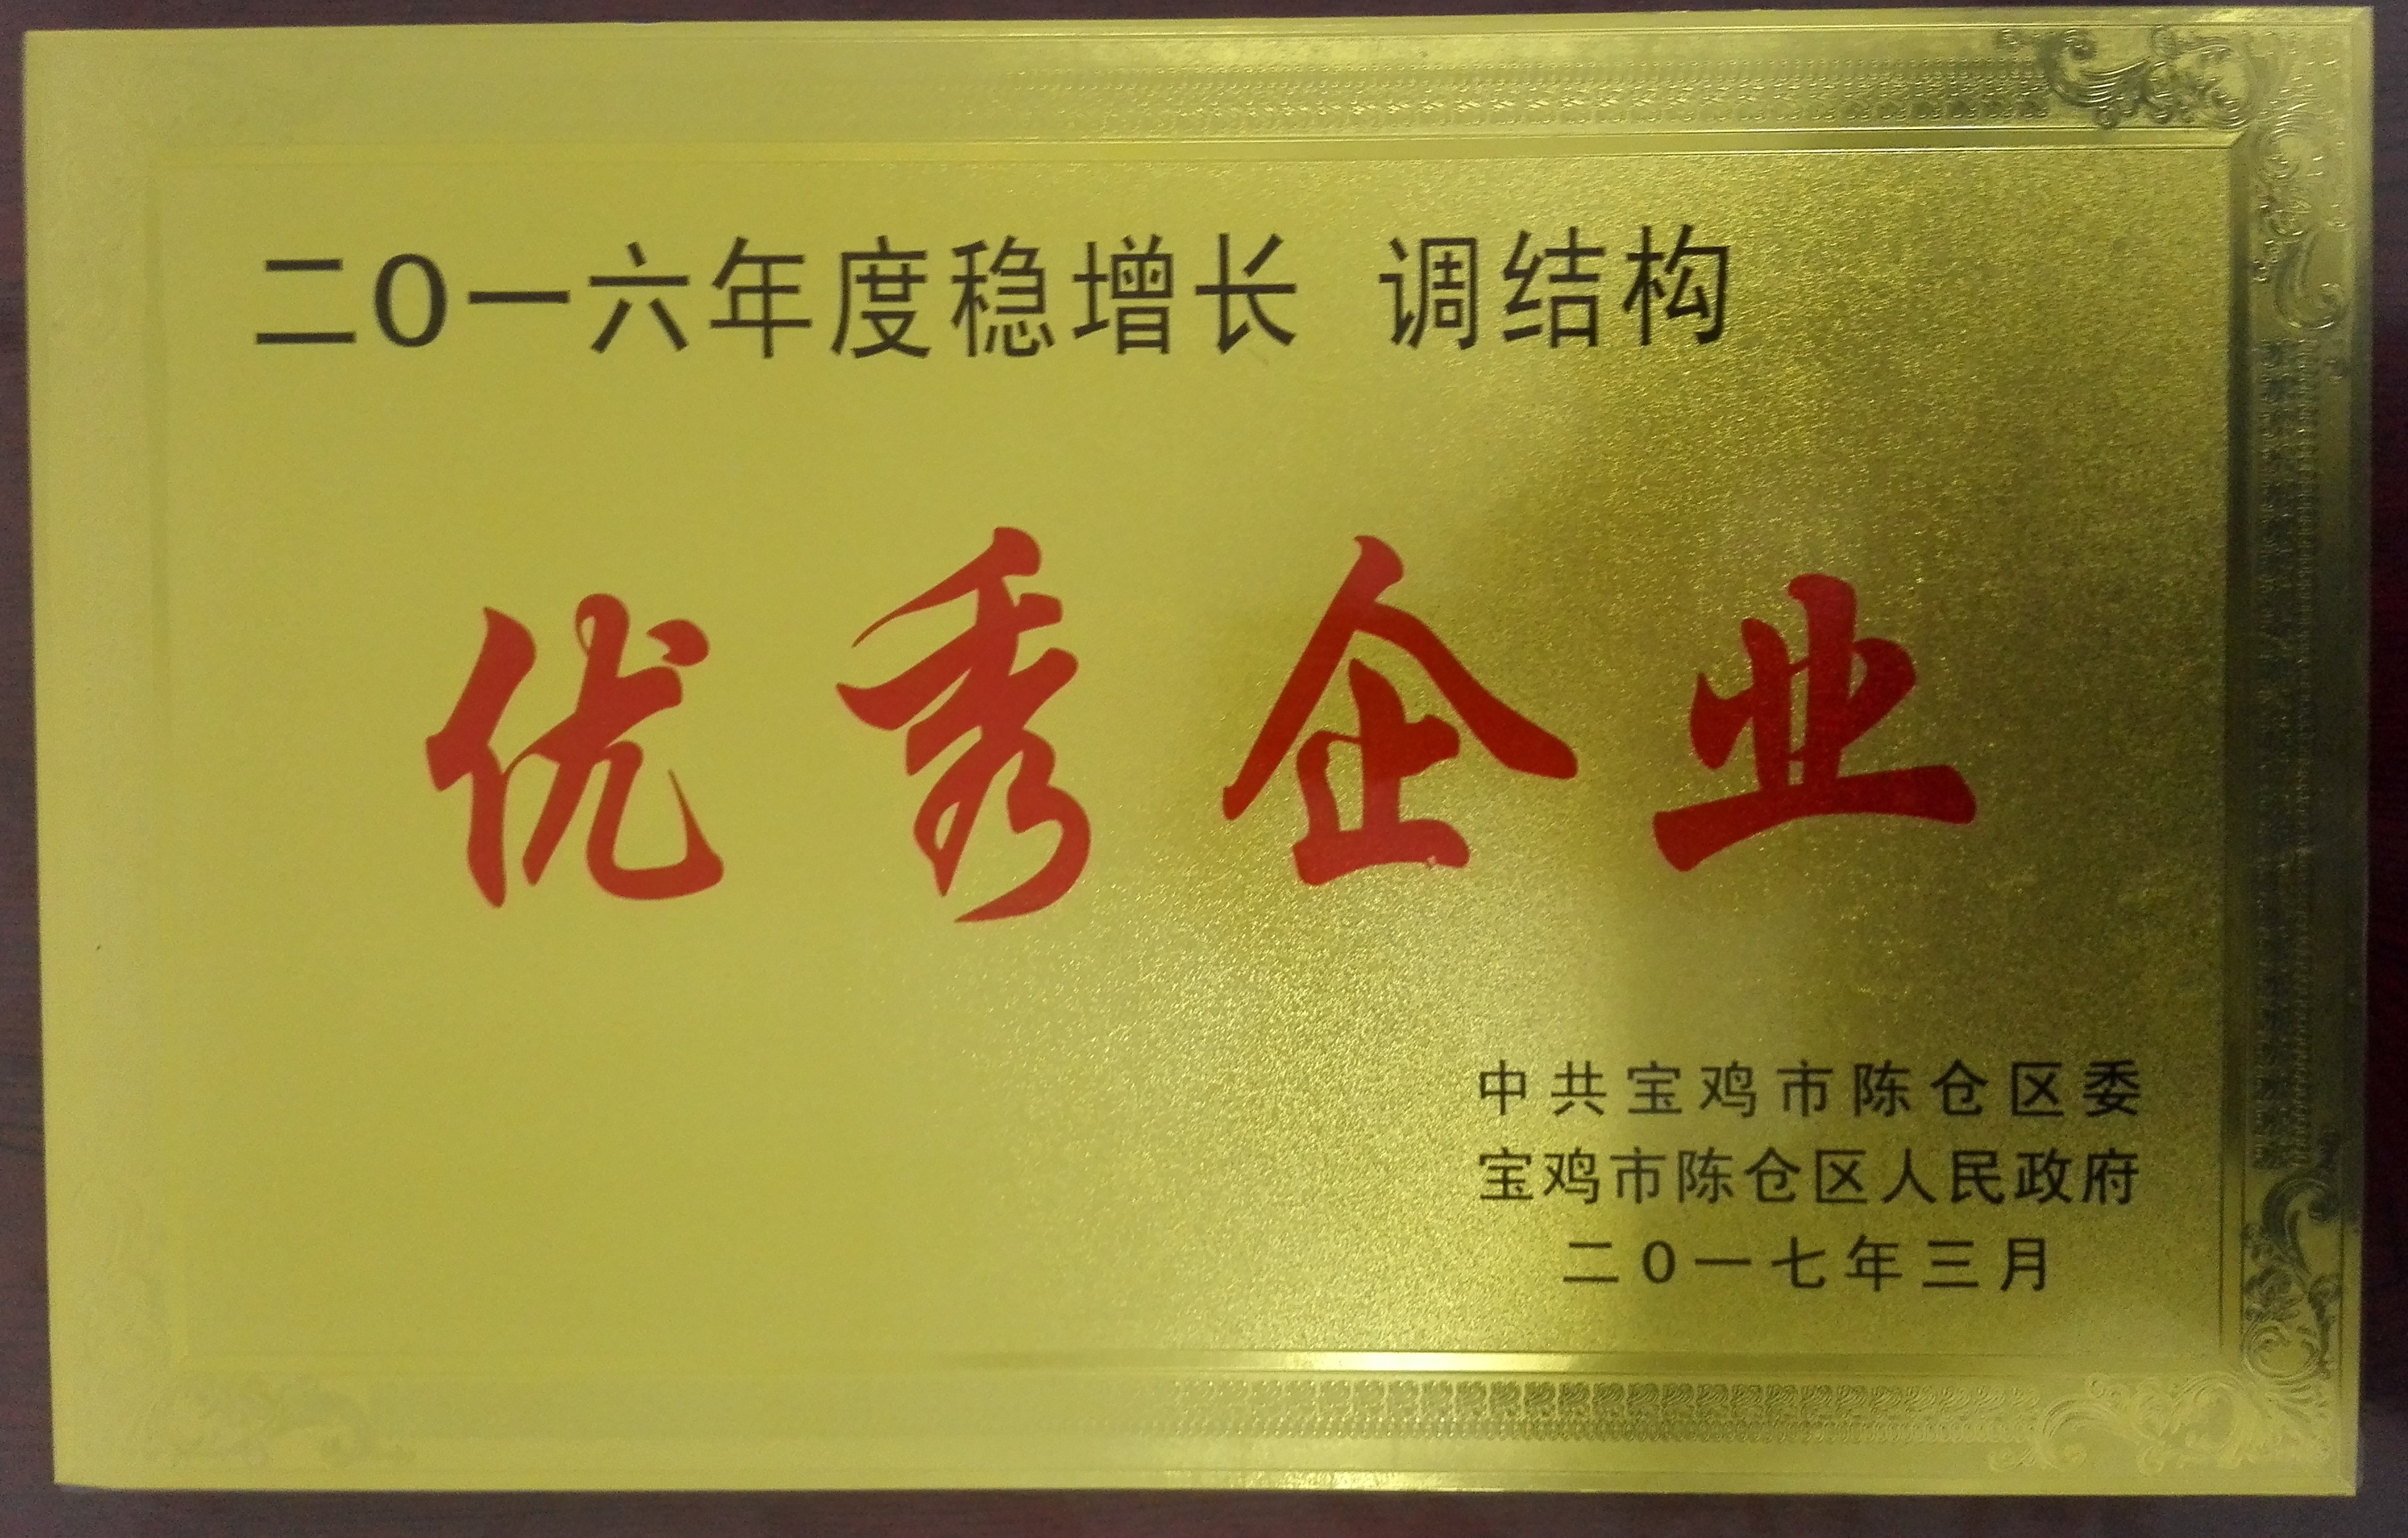 二0一六年度稳增长 调结构
优秀企业
中共宝鸡市陈仓区委
宝鸡市陈仓区人民政府
二0一七年三月